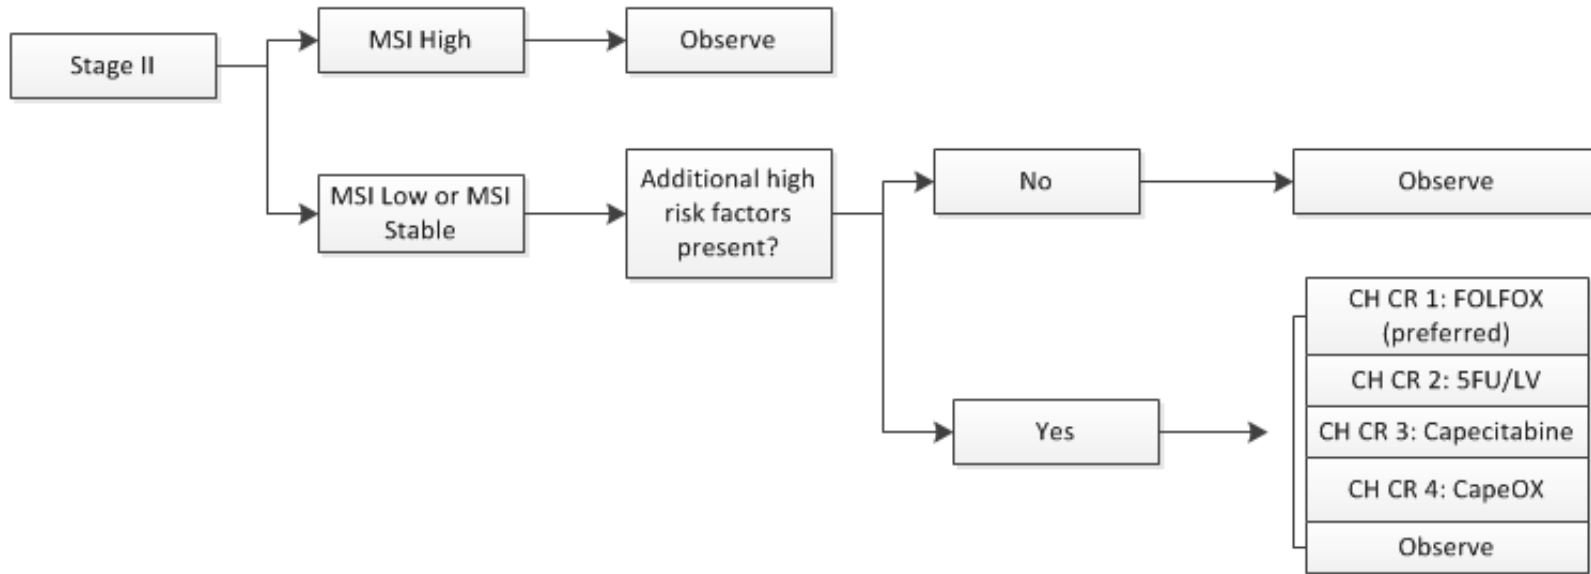 Stage II
MSI High
Observe
MSI Low or MSI
Stable
Additional high
risk factors
present?
No
Observe
Yes
CH CR 1: FOLFOX
(preferred)
CH CR 2: 5FU/LV
CH CR 3: Capecitabine
CH CR 4: CapeOX
Observe